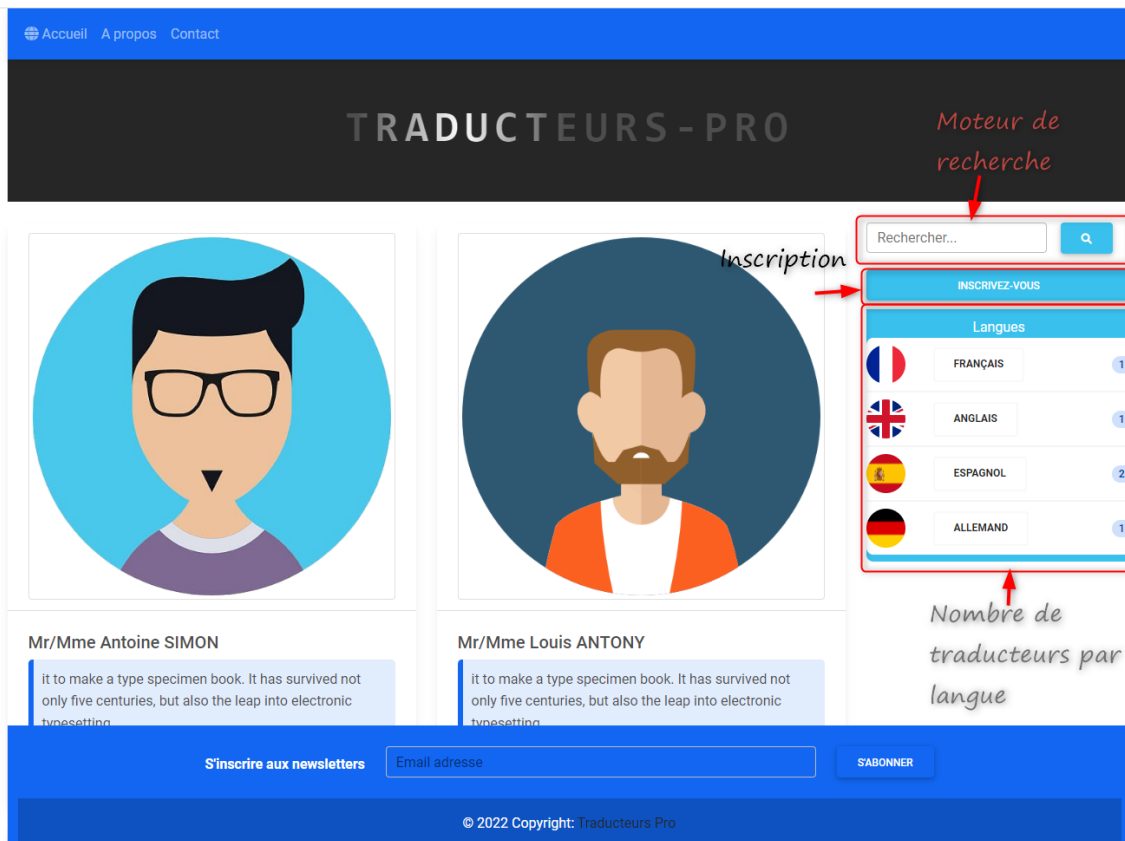 Accueil A propos Contact
TRADUCTEURS-PRO
Moteur de
recherche
Rechercher...
Inscription
INSCRIVEZ-VOUS
Langues
FRANÇAIS 1
ANGLAIS 1
ESPAGNOL 2
ALLEMAND 1
Nombre de
traducteurs par
langue
Mr/Mme Antoine SIMON
it to make a type specimen book. It has survived not
only five centuries, but also the leap into electronic
typesetting
Mr/Mme Louis ANTONY
it to make a type specimen book. It has survived not
only five centuries, but also the leap into electronic
typesetting
S'inscrire aux newsletters Email adresse S'ABONNER
© 2022 Copyright: Traducteurs Pro